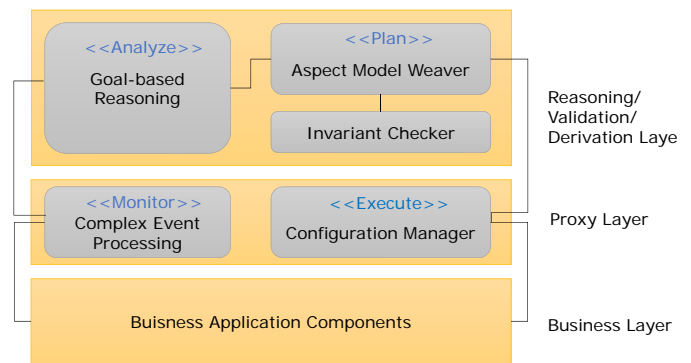 <<Analyze>>
Goal-based
Reasoning
<<Plan>>
Aspect Model Weaver
Invariant Checker
Reasoning/
Validation/
Derivation Laye
<<Monitor>>
Complex Event
Processing
<<Execute>>
Configuration Manager
Proxy Layer
Buisness Application Components
Business Layer